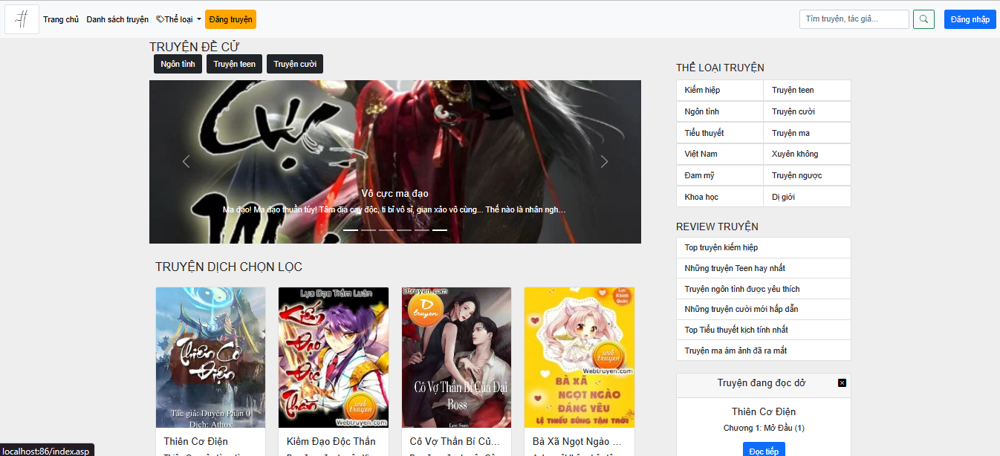 Trang chủ Danh sách truyện Thể loại Đăng truyện Tìm truyện, tác giả... Đăng nhập
TRUYỆN ĐỀ CỬ
Ngôn tình Truyện teen Truyện cười
Cực
Vô cực ma đạo
Ma đạo! Ma đạo thuần túy! Tâm địa cay độc, ti bỉ vô sỉ, gian xảo vô cùng... Thế nào là nhân ngh...
TRUYỆN DỊCH CHỌN LỌC
Thiên Cơ
Điện
Tác giả: Duyên Phận 0
Dịch: Athox
Thiên Cơ Điện
Lục Đạo Trầm Luân
Kiếm
Đạo
Độc
Thần
web
truyen
Webtruyen.com
Kiếm Đạo Độc Thần
Dtruyen.com
D
truyen
Cô Vợ Thần Bí Của Đại
Boss
Lee Sam
Cô Vợ Thần Bí Củ...
Lục
Khánh
Quân
web
truyen
Webtruyen.com
BÀ XÃ
NGỌT NGÀO
ĐÁNG YÊU
LỆ THIẾU SỦNG TẬN TRỜI
Bà Xã Ngọt Ngào ...
THỂ LOẠI TRUYỆN
Kiếm hiệp Truyện teen
Ngôn tình Truyện cười
Tiểu thuyết Truyện ma
Việt Nam Xuyên không
Đam mỹ Truyện ngược
Khoa học Dị giới
REVIEW TRUYỆN
Top truyện kiếm hiệp
Những truyện Teen hay nhất
Truyện ngôn tình được yêu thích
Những truyện cười mới hấp dẫn
Top Tiểu thuyết kịch tính nhất
Truyện ma ám ảnh đã ra mắt
Truyện đang đọc dở
Thiên Cơ Điện
Chương 1: Mở Đầu (1)
Đọc tiếp
localhost:86/index.asp